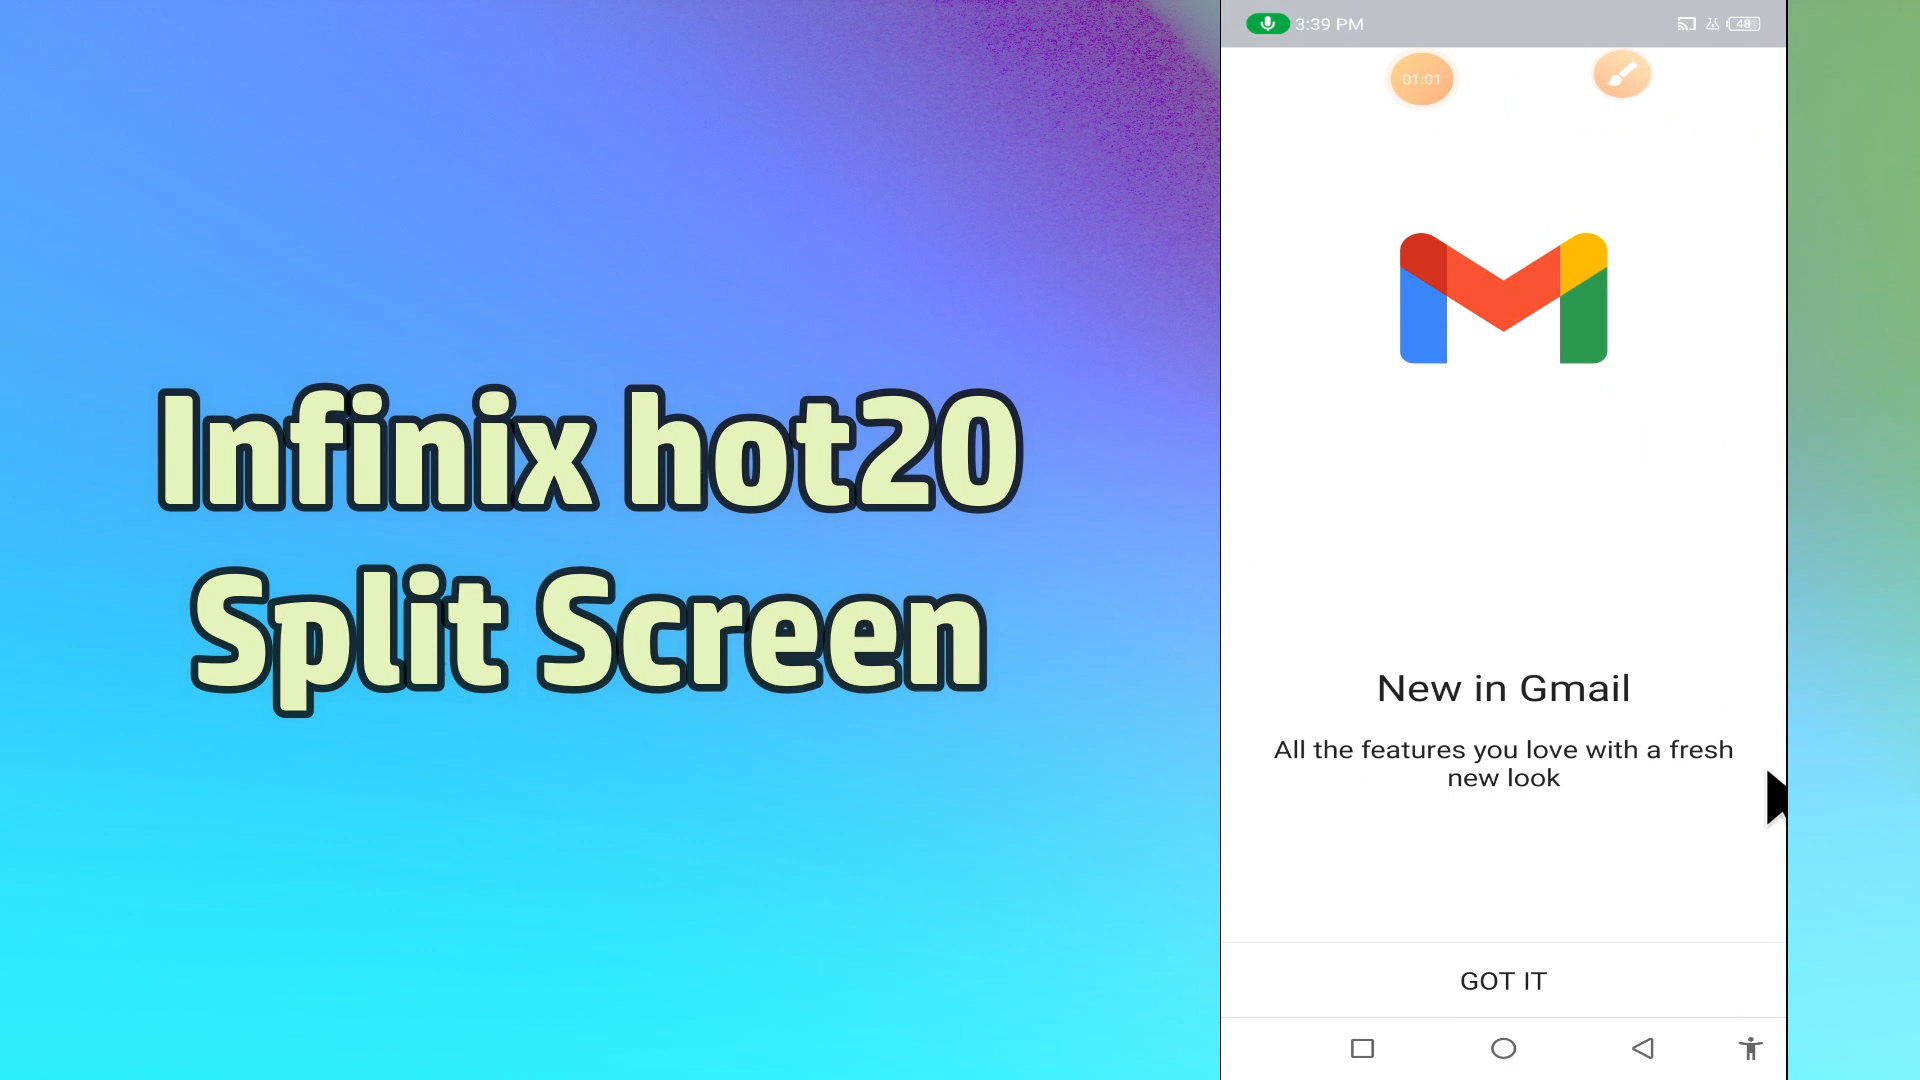 Infinix hot20
Split Screen
3:39 PM
48
01:01
New in Gmail
All the features you love with a fresh
new look
GOT IT